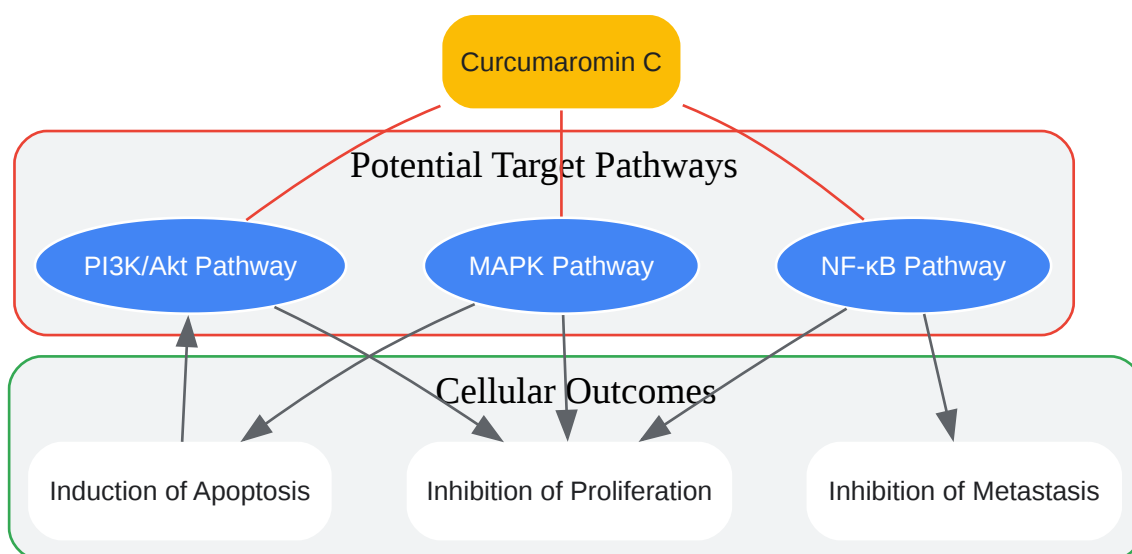 Curcumaromin C
Potential Target Pathways
PI3K/Akt Pathway
MAPK Pathway
NF-κB Pathway
Cellular Outcomes
Induction of Apoptosis
Inhibition of Proliferation
Inhibition of Metastasis